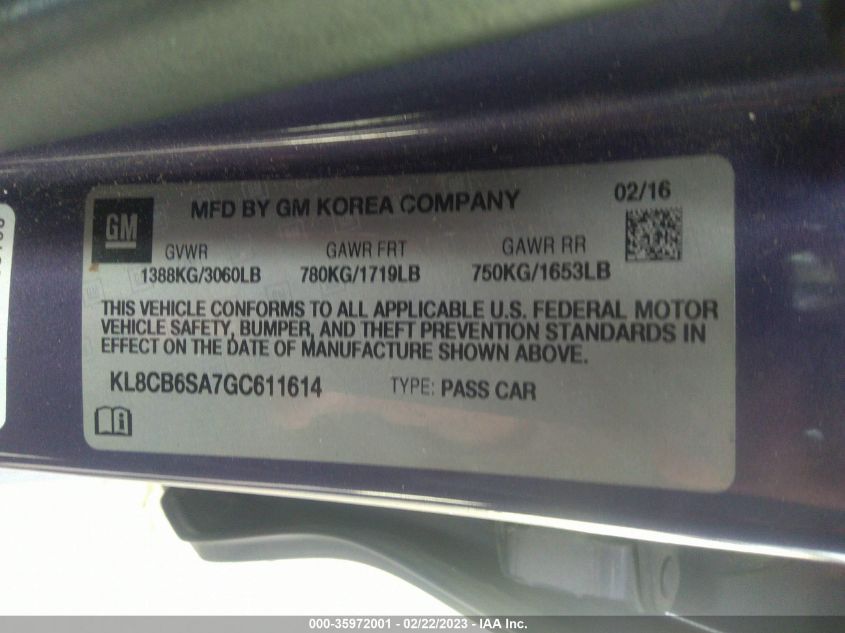 GM
MFD BY GM KOREA COMPANY
02/16
GVWR GAWR FRT GAWR RR
1388KG/3060LB 780KG/1719LB 750KG/1653LB
THIS VEHICLE CONFORMS TO ALL APPLICABLE U.S. FEDERAL MOTOR
VEHICLE SAFETY, BUMPER, AND THEFT PREVENTION STANDARDS IN
EFFECT ON THE DATE OF MANUFACTURE SHOWN ABOVE.
KL8CB6SA7GC611614 TYPE: PASS CAR
000-35972001 - 02/22/2023 - IAA Inc.